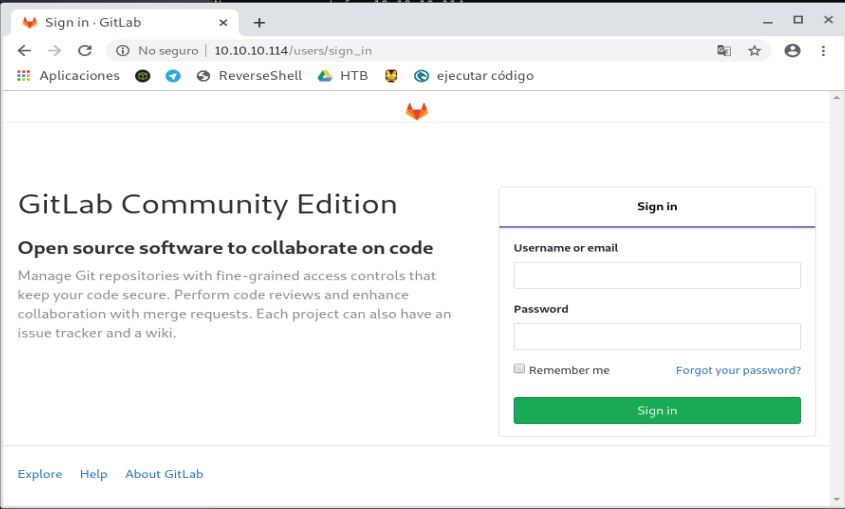 Sign in · GitLab
No seguro | 10.10.10.114/users/sign_in
Aplicaciones ReverseShell HTB ejecutar código
GitLab Community Edition
Open source software to collaborate on code
Manage Git repositories with fine-grained access controls that
keep your code secure. Perform code reviews and enhance
collaboration with merge requests. Each project can also have an
issue tracker and a wiki.
Sign in
Username or email
Password
Remember me Forgot your password?
Sign in
Explore Help About GitLab